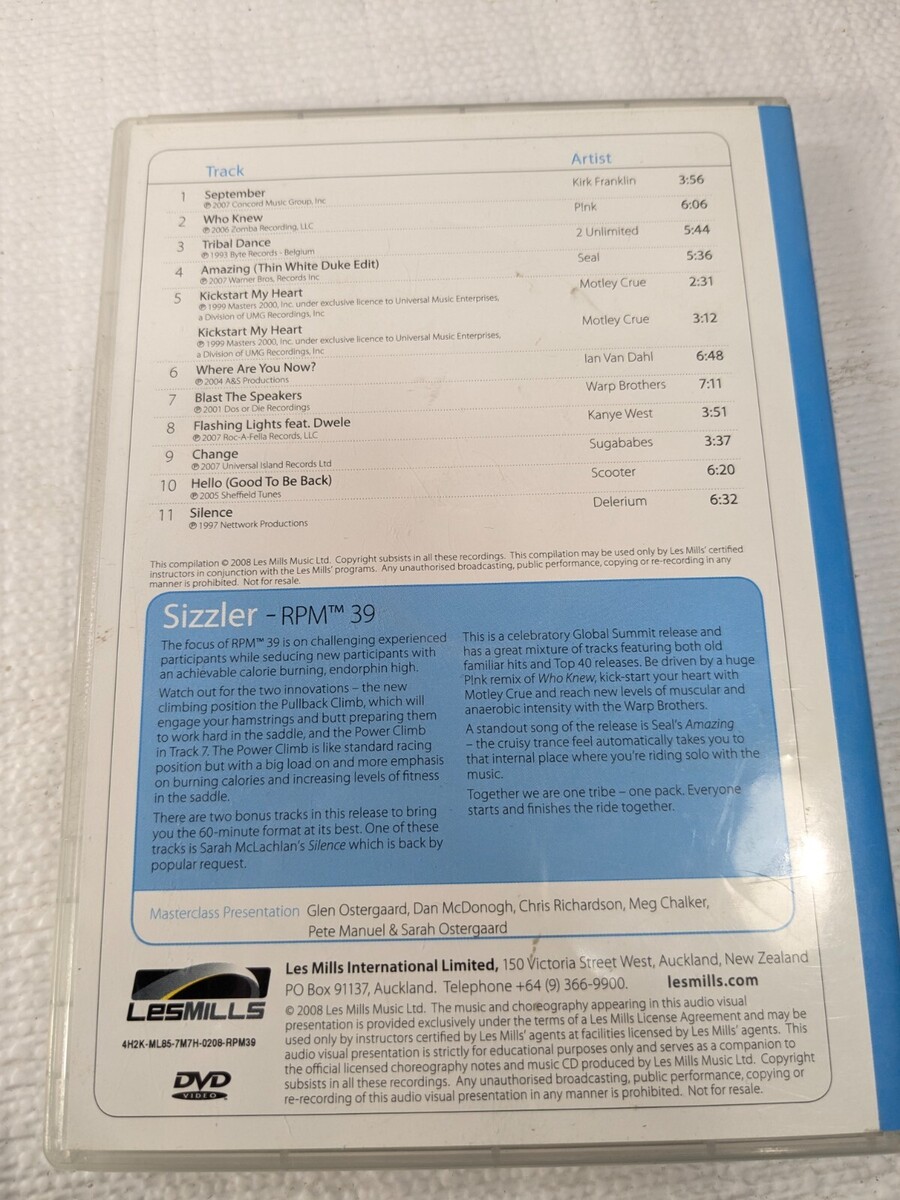 Track Artist
1 September Kirk Franklin 3:56
℗ 2007 Concord Music Group, Inc
2 Who Knew P!nk 6:06
℗ 2006 Zomba Recording, LLC
3 Tribal Dance 2 Unlimited 5:44
℗ 1993 Byte Records - Belgium
4 Amazing (Thin White Duke Edit) Seal 5:36
℗ 2007 Warner Bros. Records Inc
5 Kickstart My Heart Motley Crue 2:31
℗ 1999 Masters 2000, Inc. under exclusive licence to Universal Music Enterprises,
a Division of UMG Recordings, Inc
Kickstart My Heart Motley Crue 3:12
℗ 1999 Masters 2000, Inc. under exclusive licence to Universal Music Enterprises,
a Division of UMG Recordings, Inc
6 Where Are You Now? Ian Van Dahl 6:48
℗ 2004 A&S Productions
7 Blast The Speakers Warp Brothers 7:11
℗ 2001 Dos or Die Recordings
8 Flashing Lights feat. Dwele Kanye West 3:51
℗ 2007 Roc-A-Fella Records, LLC
9 Change Sugababes 3:37
℗ 2007 Universal Island Records Ltd
10 Hello (Good To Be Back) Scooter 6:20
℗ 2005 Sheffield Tunes
11 Silence Delerium 6:32
℗ 1997 Nettwork Productions
This compilation © 2008 Les Mills Music Ltd. Copyright subsists in all these recordings. This compilation may be used only by Les Mills' certified
instructors in conjunction with the Les Mills' programs. Any unauthorised broadcasting, public performance, copying or re-recording in any
manner is prohibited. Not for resale.
Sizzler - RPM™ 39
The focus of RPM™ 39 is on challenging experienced
participants while seducing new participants with
an achievable calorie burning, endorphin high.
Watch out for the two innovations – the new
climbing position the Pullback Climb, which will
engage your hamstrings and butt preparing them
to work hard in the saddle, and the Power Climb
in Track 7. The Power Climb is like standard racing
position but with a big load on and more emphasis
on burning calories and increasing levels of fitness
in the saddle.
There are two bonus tracks in this release to bring
you the 60-minute format at its best. One of these
tracks is Sarah McLachlan's Silence which is back by
popular request.
This is a celebratory Global Summit release and
has a great mixture of tracks featuring both old
familiar hits and Top 40 releases. Be driven by a huge
P!nk remix of Who Knew, kick-start your heart with
Motley Crue and reach new levels of muscular and
anaerobic intensity with the Warp Brothers.
A standout song of the release is Seal's Amazing
– the cruisy trance feel automatically takes you to
that internal place where you're riding solo with the
music.
Together we are one tribe – one pack. Everyone
starts and finishes the ride together.
Masterclass Presentation Glen Ostergaard, Dan McDonogh, Chris Richardson, Meg Chalker,
Pete Manuel & Sarah Ostergaard
LESMILLS
4H2K-ML85-7M7H-0208-RPM39
DVD
VIDEO
Les Mills International Limited, 150 Victoria Street West, Auckland, New Zealand
PO Box 91137, Auckland. Telephone +64 (9) 366-9900. lesmills.com
© 2008 Les Mills Music Ltd. The music and choreography appearing in this audio visual
presentation is provided exclusively under the terms of a Les Mills License Agreement and may be
used only by instructors certified by Les Mills' agents at facilities licensed by Les Mills' agents. This
audio visual presentation is strictly for educational purposes only and serves as a companion to
the official licensed choreography notes and music CD produced by Les Mills Music Ltd. Copyright
subsists in all these recordings. Any unauthorised broadcasting, public performance, copying or
re-recording of this audio visual presentation in any manner is prohibited. Not for resale.